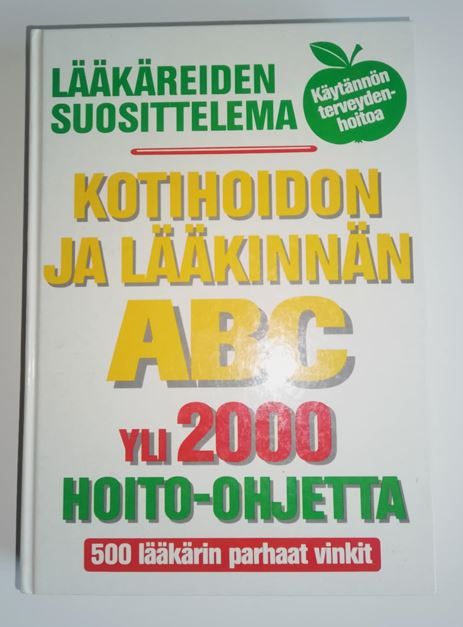 LÄÄKÄREIDEN
SUOSITTELEMA
Käytännön
terveyden-
hoitoa
KOTIHOIDON
JA LÄÄKINNÄN
ABC
YLI 2000
HOITO-OHJETTA
500 lääkärin parhaat vinkit